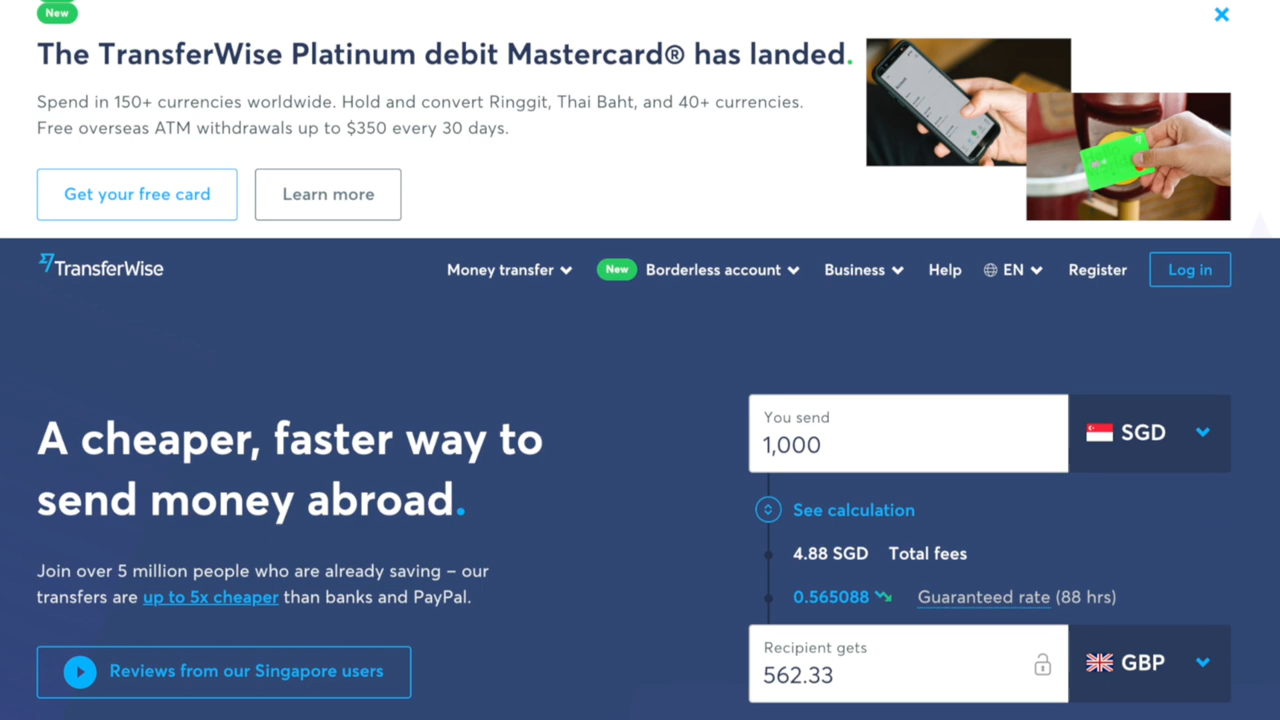 New
The TransferWise Platinum debit Mastercard® has landed.
Spend in 150+ currencies worldwide. Hold and convert Ringgit, Thai Baht, and 40+ currencies.
Free overseas ATM withdrawals up to $350 every 30 days.
Get your free card
Learn more
TransferWise
Money transfer
New
Borderless account
Business
Help
EN
Register
Log in
A cheaper, faster way to
send money abroad.
Join over 5 million people who are already saving – our
transfers are up to 5x cheaper than banks and PayPal.
Reviews from our Singapore users
You send
1,000
SGD
See calculation
4.88 SGD Total fees
0.565088 Guaranteed rate (88 hrs)
Recipient gets
562.33
GBP